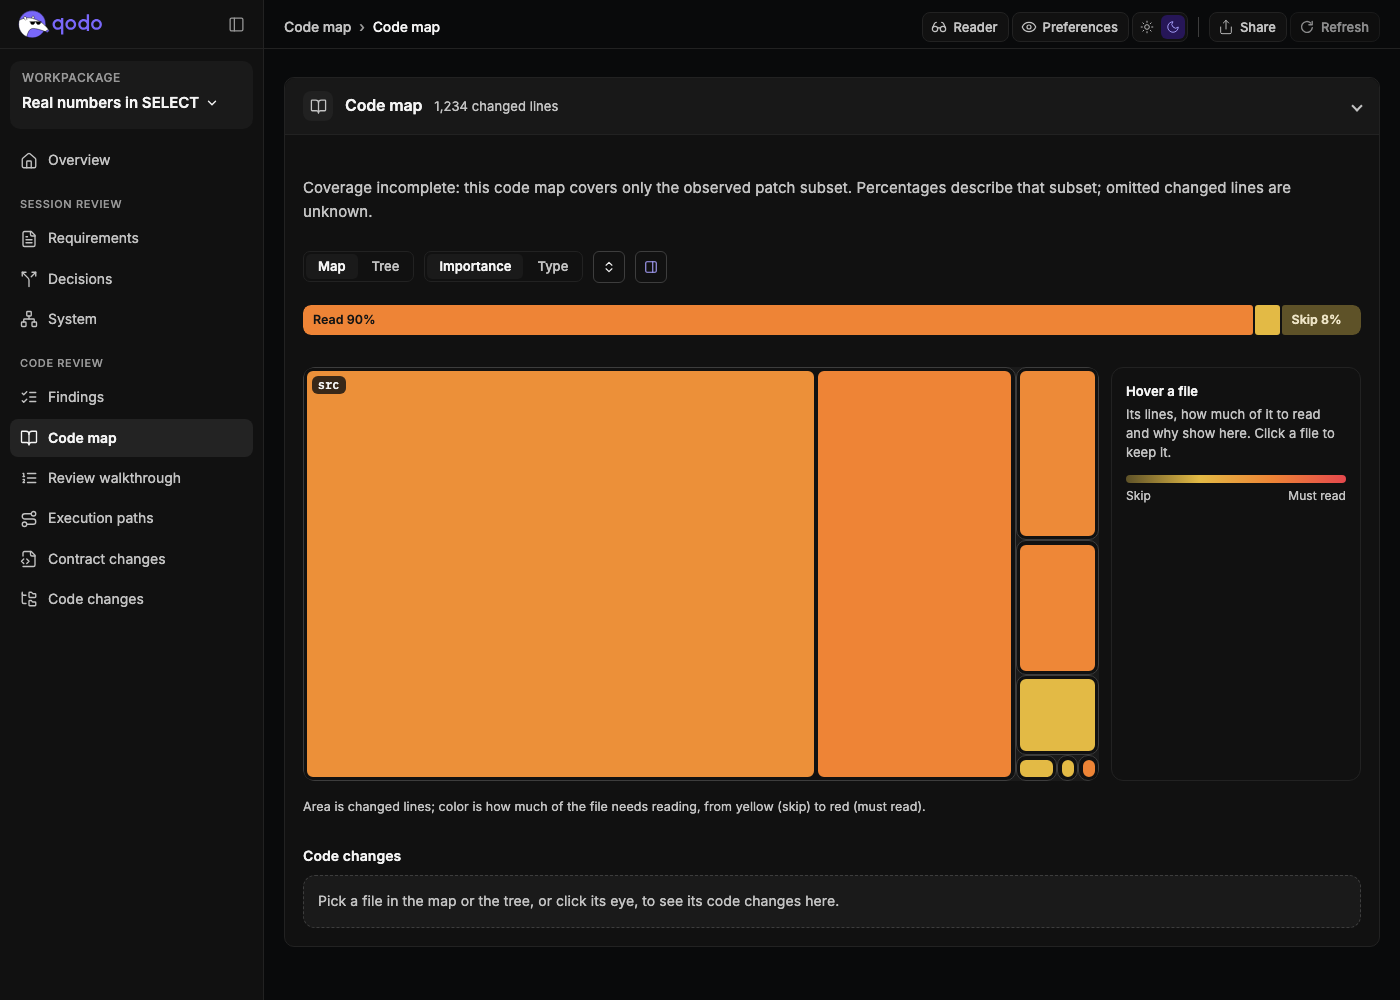 qodo
Code map › Code map
Reader
Preferences
Share
Refresh
WORKPACKAGE
Real numbers in SELECT
Overview
SESSION REVIEW
Requirements
Decisions
System
CODE REVIEW
Findings
Code map
Review walkthrough
Execution paths
Contract changes
Code changes
Code map 1,234 changed lines
Coverage incomplete: this code map covers only the observed patch subset. Percentages describe that subset; omitted changed lines are
unknown.
Map Tree Importance Type
Read 90% Skip 8%
src
Hover a file
Its lines, how much of it to read
and why show here. Click a file to
keep it.
Skip Must read
Area is changed lines; color is how much of the file needs reading, from yellow (skip) to red (must read).
Code changes
Pick a file in the map or the tree, or click its eye, to see its code changes here.